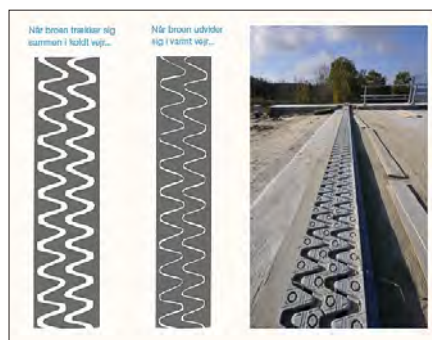 Når broen trækker sig
sammen i koldt vejr...
Når broen udvider
sig i varmt vejr...